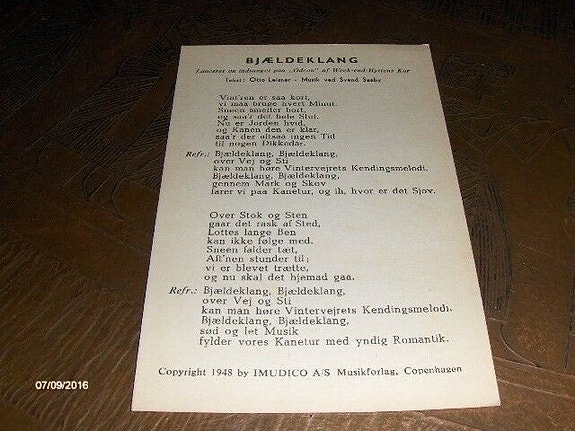 BJÆLDEKLANG
Lanceret og indsunget paa „Odeon" af Week-end-Hyttens Kor
Tekst: Otto Leisner - Musik ved Svend Saaby
Vint'ren er saa kort,
vi maa bruge hvert Minut.
Sneen smelter bort,
og saa'r det hele Slut.
Nu er Jorden hvid,
og Kanen den er klar,
saa'r der altsaa ingen Tid
til nogen Dikkedar.
Refr.: Bjældeklang, Bjældeklang,
over Vej og Sti
kan man høre Vintervejrets Kendingsmelodi.
Bjældeklang, Bjældeklang,
gennem Mark og Skov
farer vi paa Kanetur, og ih, hvor er det Sjov.
Over Stok og Sten
gaar det rask af Sted,
Lottes lange Ben
kan ikke følge med.
Sneen falder tæt,
Aft'nen stunder til;
vi er blevet trætte,
og nu skal det hjemad gaa.
Refr.: Bjældeklang, Bjældeklang,
over Vej og Sti
kan man høre Vintervejrets Kendingsmelodi.
Bjældeklang, Bjældeklang,
sød og let Musik
fylder vores Kanetur med yndig Romantik.
Copyright 1948 by IMUDICO A/S Musikforlag, Copenhagen
07/09/2016